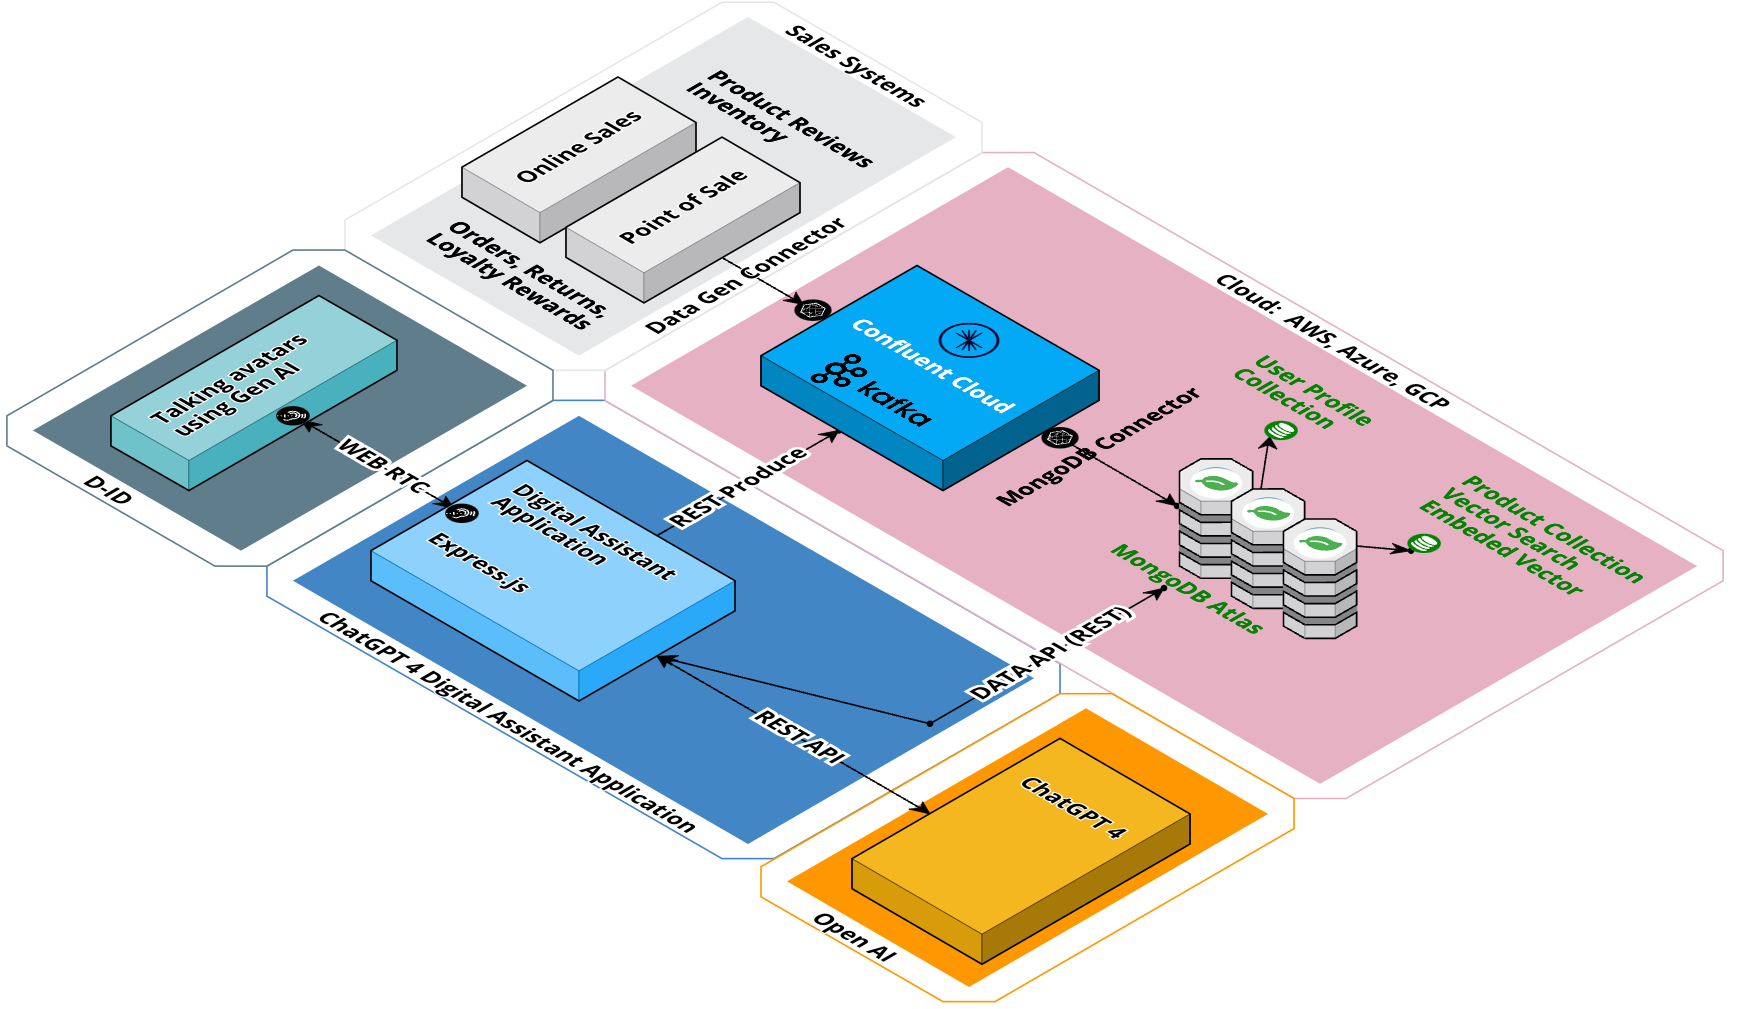 Sales Systems
Product Reviews
Inventory
Online Sales
Point of Sale
Orders, Returns,
Loyalty Rewards
Data Gen Connector
Cloud: AWS, Azure, GCP
Confluent Cloud
kafka
MongoDB Connector
User Profile
Collection
Product Collection
Vector Search
Embeded Vector
MongoDB Atlas
Talking avatars
using Gen AI
D-ID
WEB RTC
REST Produce
Digital Assistant
Application
Express.js
ChatGPT 4 Digital Assistant Application
DATA API (REST)
REST API
ChatGPT 4
Open AI